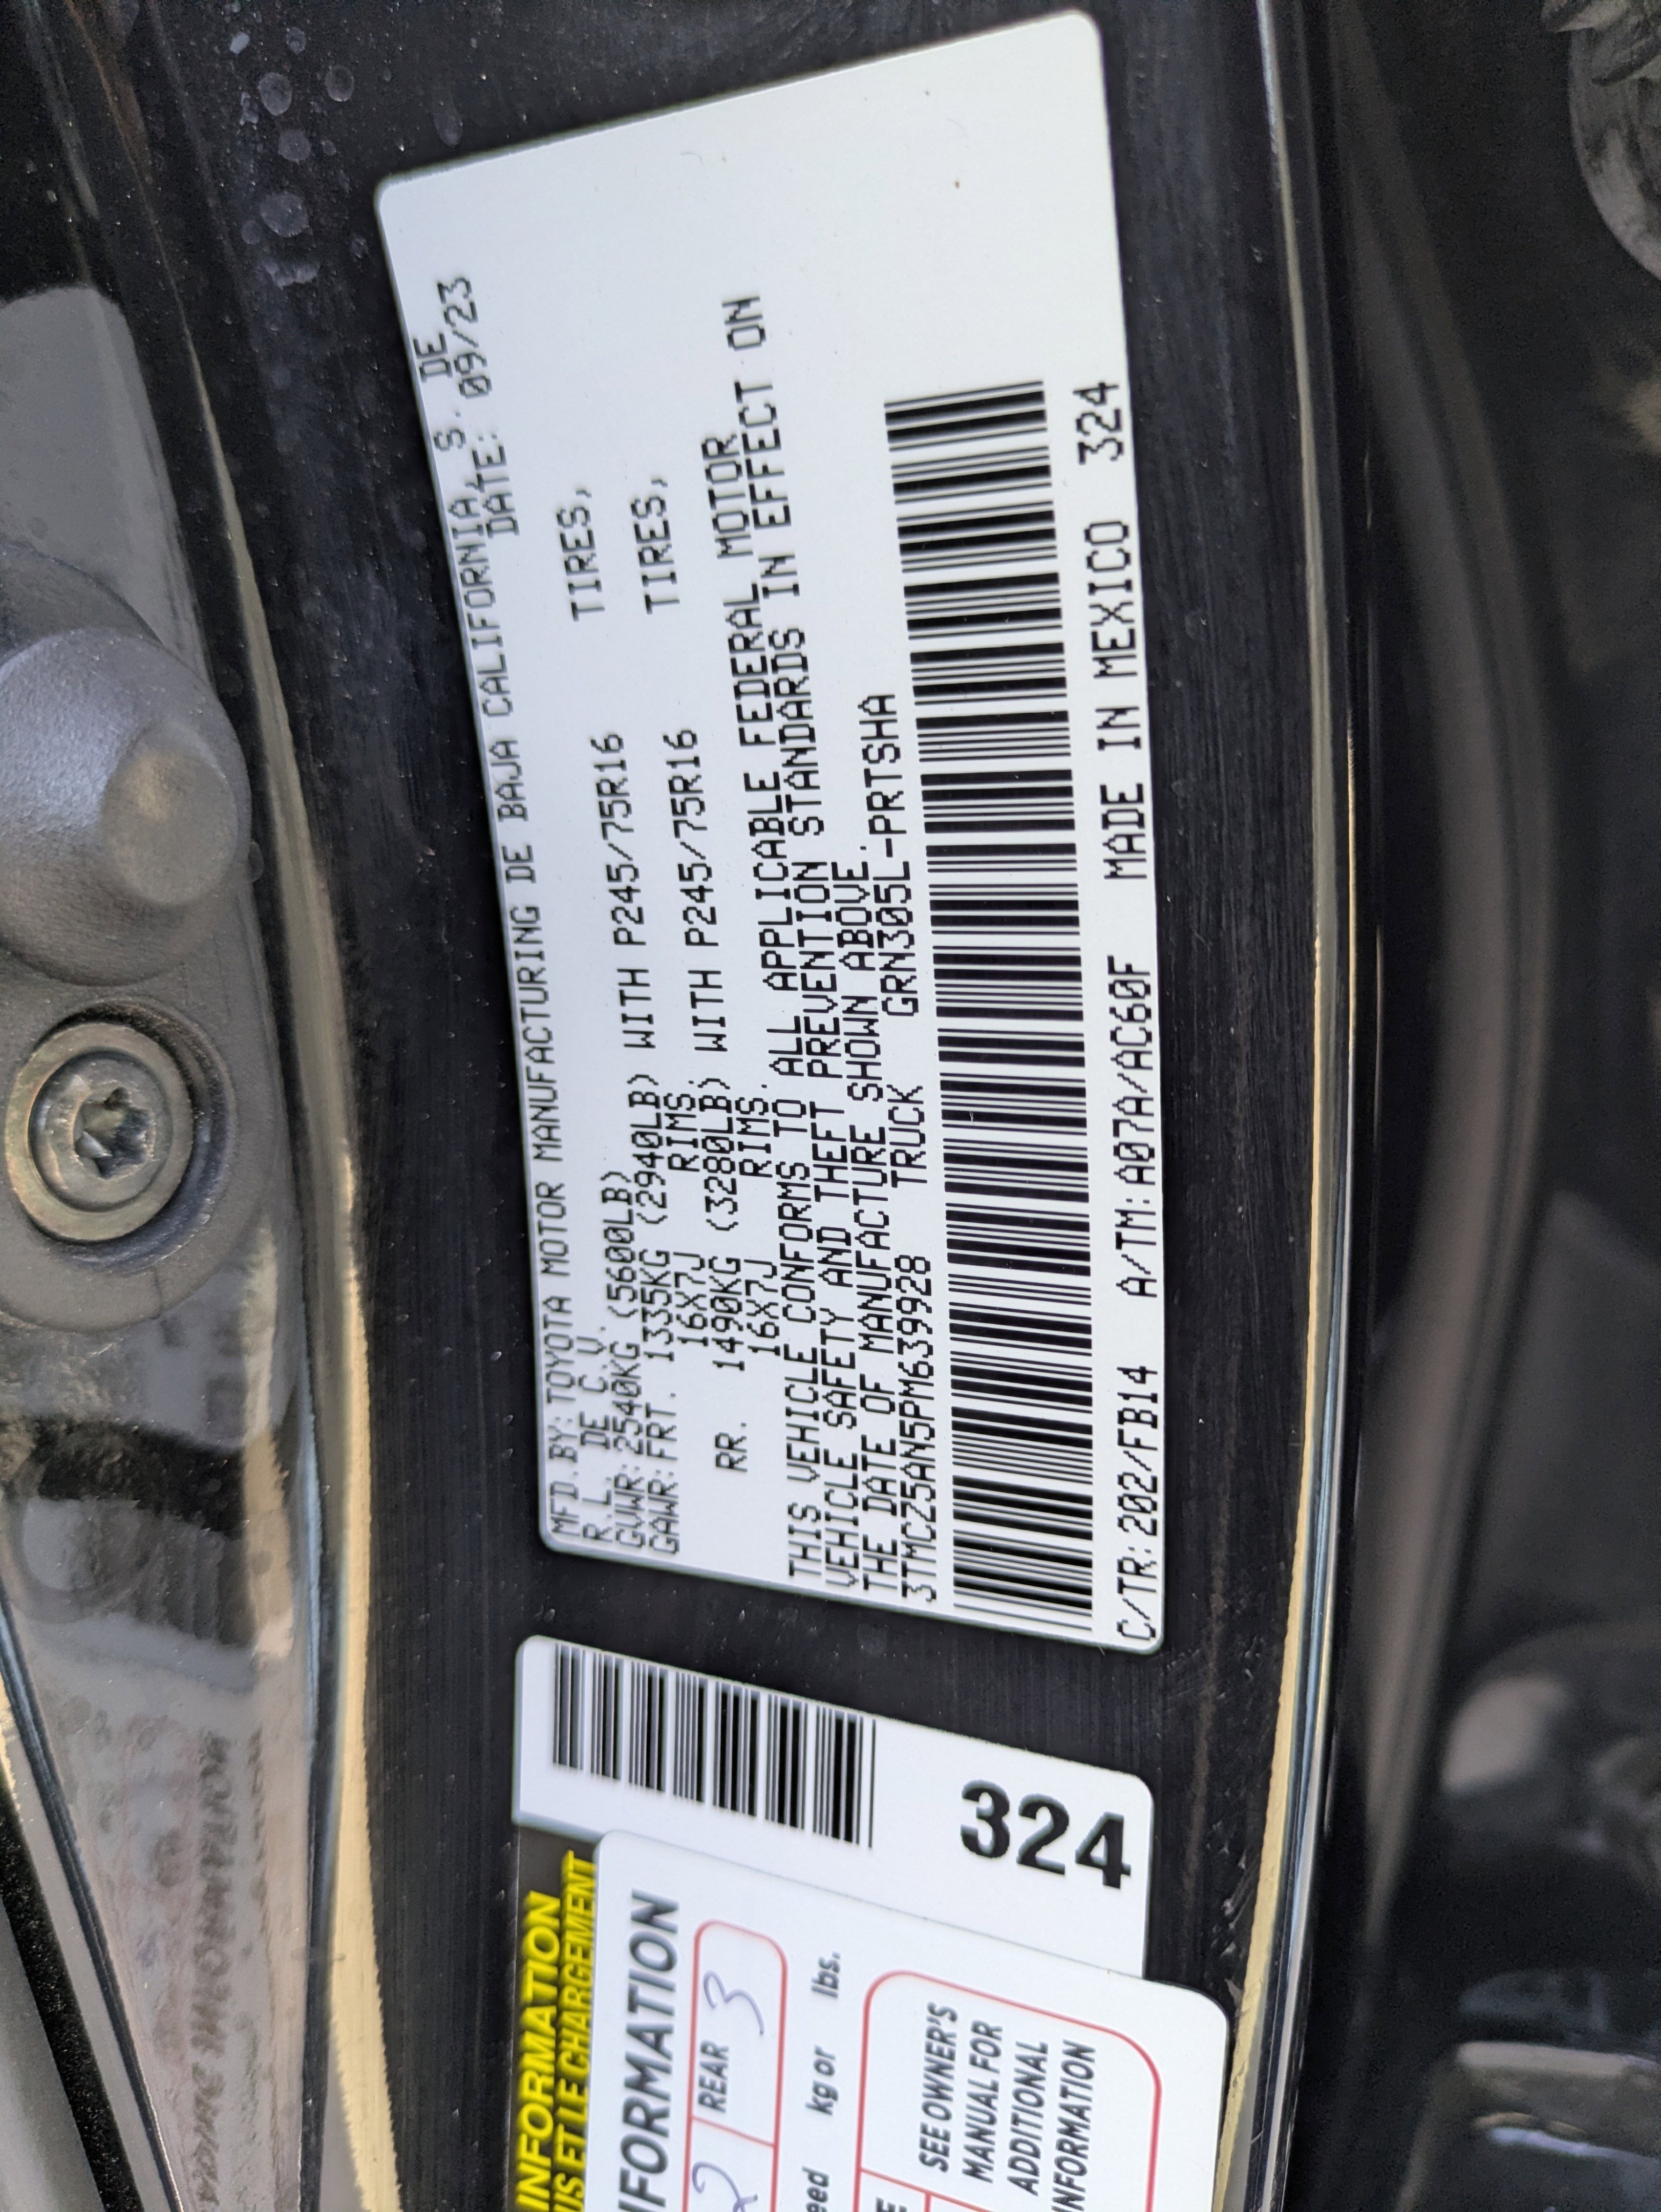 MFD.BY:TOYOTA MOTOR MANUFACTURING DE BAJA CALIFORNIA, S. DE
R.L. DE C.V. DATE: 09/23
GVWR:2540KG (5600LB)
GAWR:FRT. 1335KG (2940LB) WITH P245/75R16 TIRES,
16X7J RIMS.
RR. 1490KG (3280LB) WITH P245/75R16 TIRES,
16X7J RIMS.
THIS VEHICLE CONFORMS TO ALL APPLICABLE FEDERAL MOTOR
VEHICLE SAFETY AND THEFT PREVENTION STANDARDS IN EFFECT ON
THE DATE OF MANUFACTURE SHOWN ABOVE.
3TMCZ5AN5PM639928 TRUCK GRN305L-PRTSHA
C/TR:202/FB14 A/TM:A07A/AC60F MADE IN MEXICO 324
324
INFORMATION
ET LE CHARGEMENT
REAR 3
kg or lbs.
SEE OWNER'S
MANUAL FOR
ADDITIONAL
INFORMATION